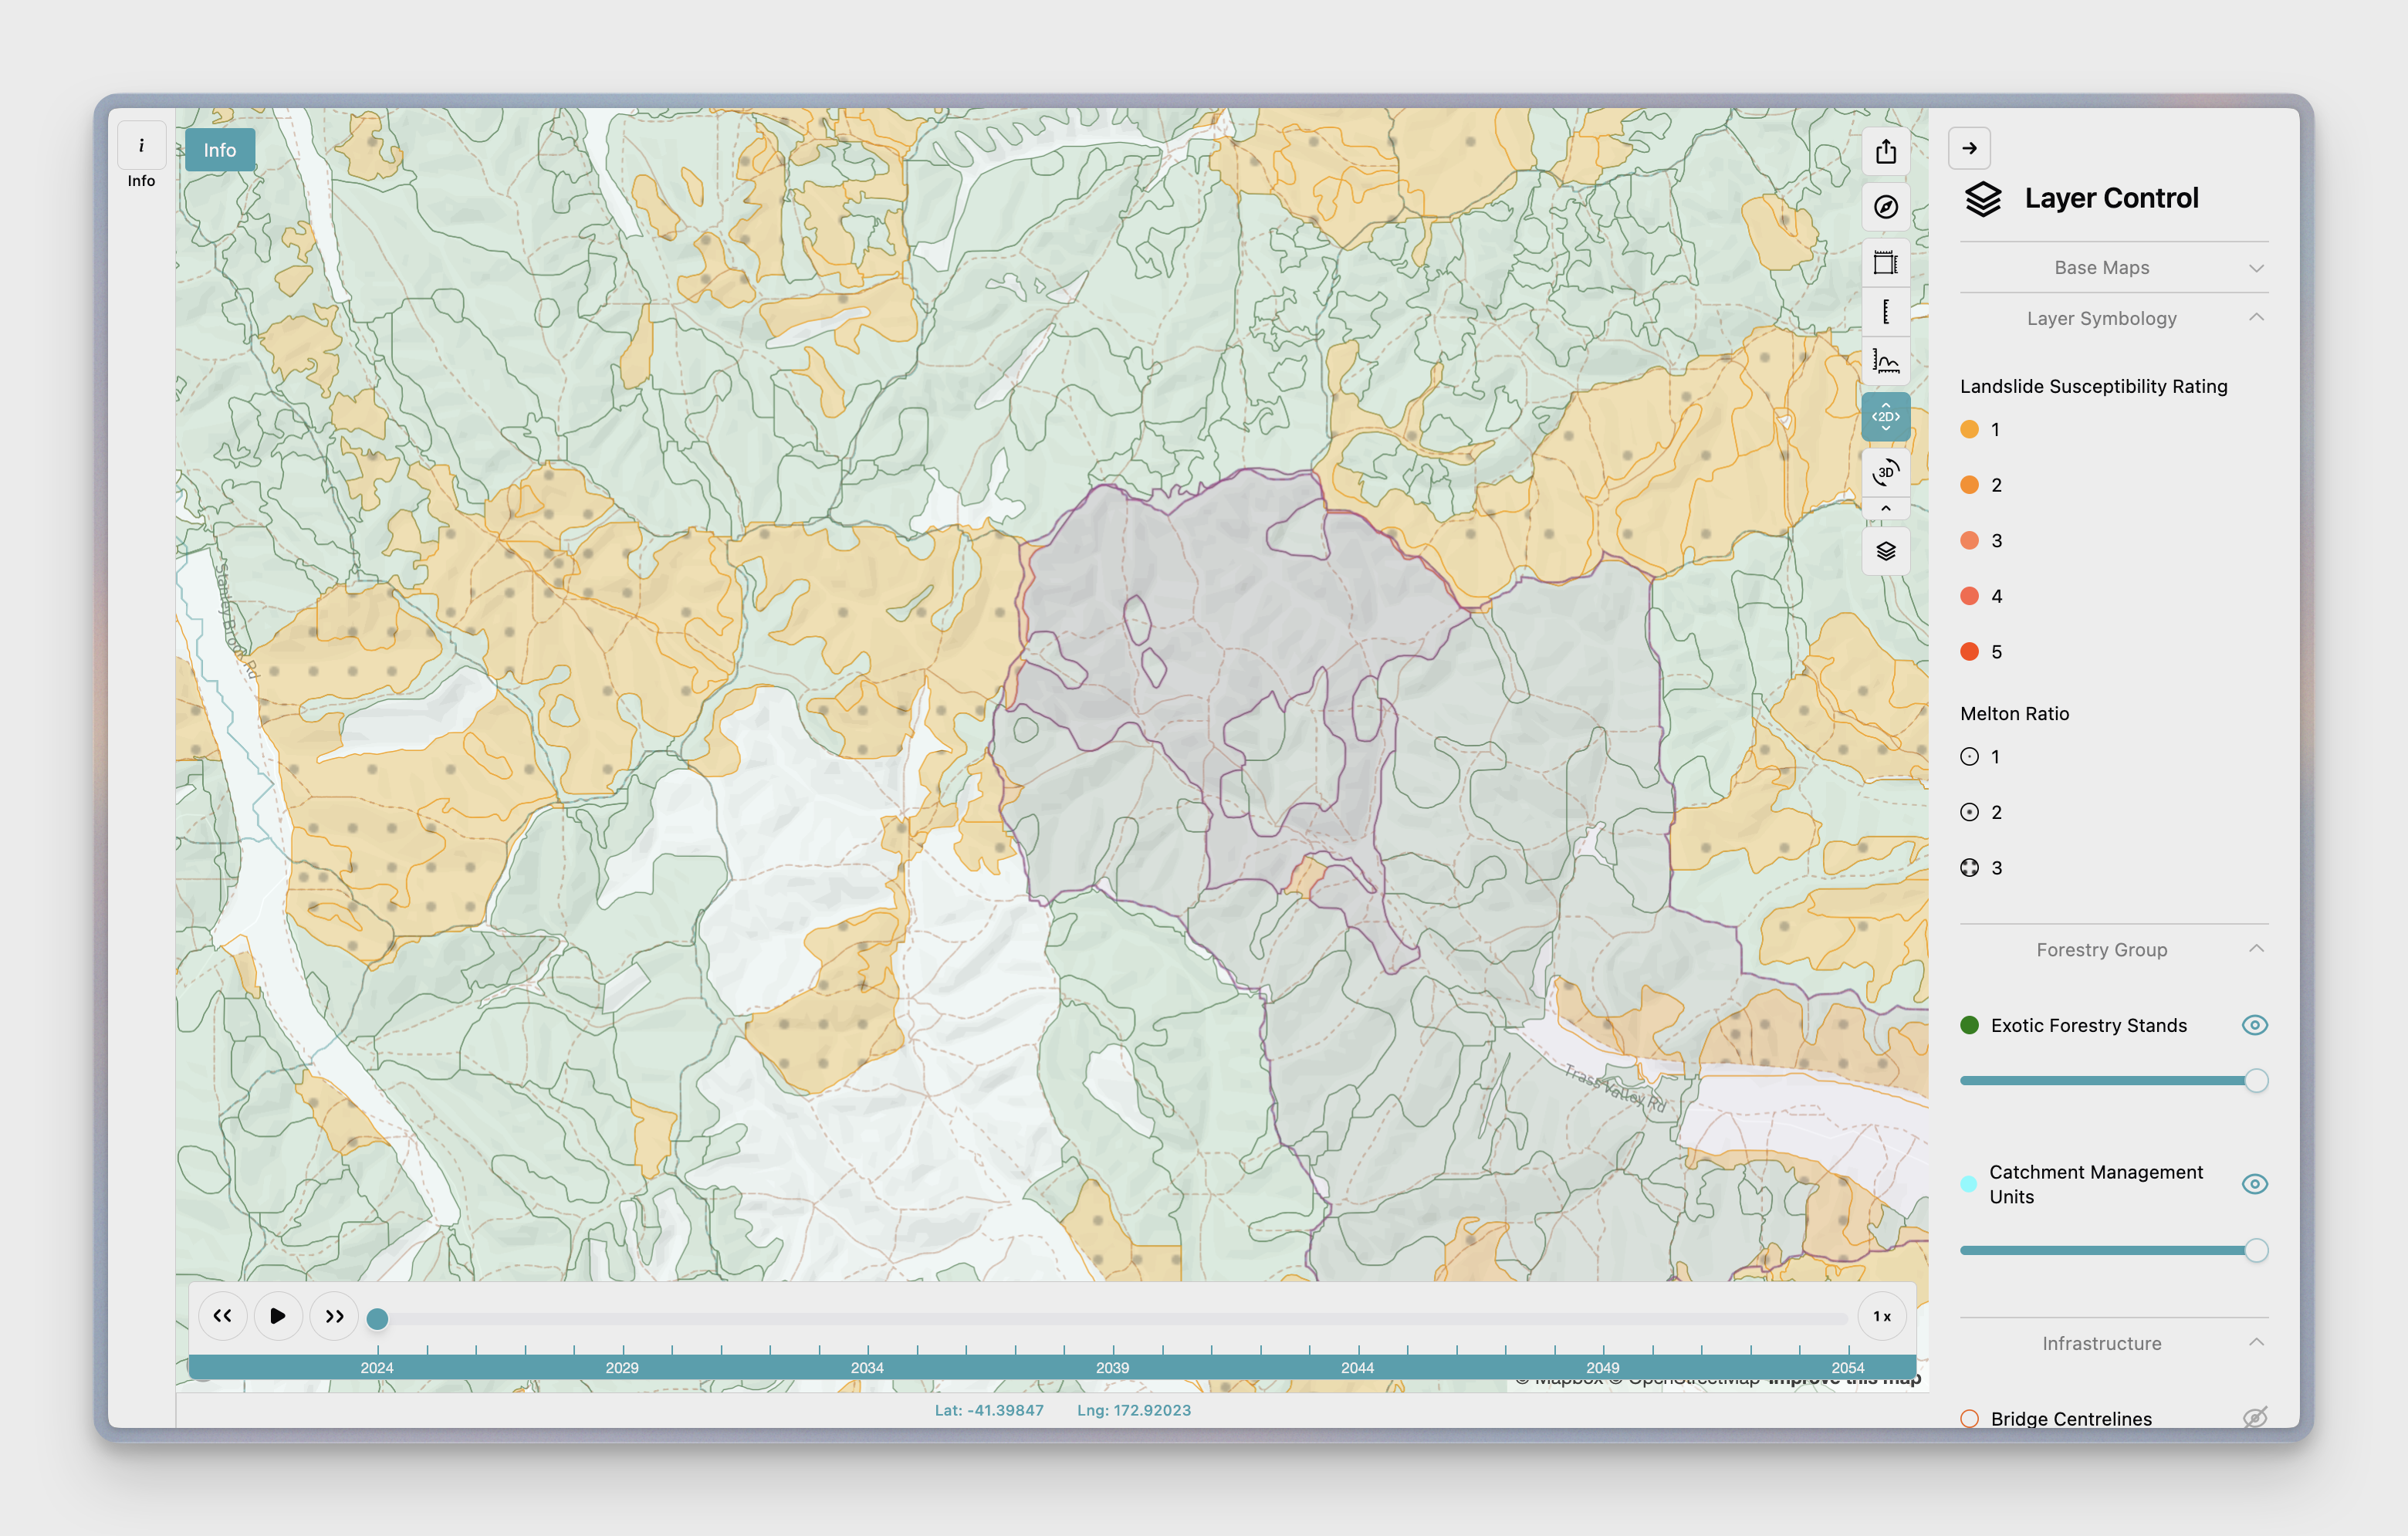 i
Info
Info
Layer Control
Base Maps
Layer Symbology
Landslide Susceptibility Rating
1
2
3
4
5
Melton Ratio
1
2
3
Forestry Group
Exotic Forestry Stands
Catchment Management
Units
Infrastructure
Bridge Centrelines
2D
3D
Stanley Brook Rd
Trass Valley Rd
1 x
2024
2029
2034
2039
2044
2049
2054
© Mapbox © OpenStreetMap Improve this map
Lat: -41.39847
Lng: 172.92023